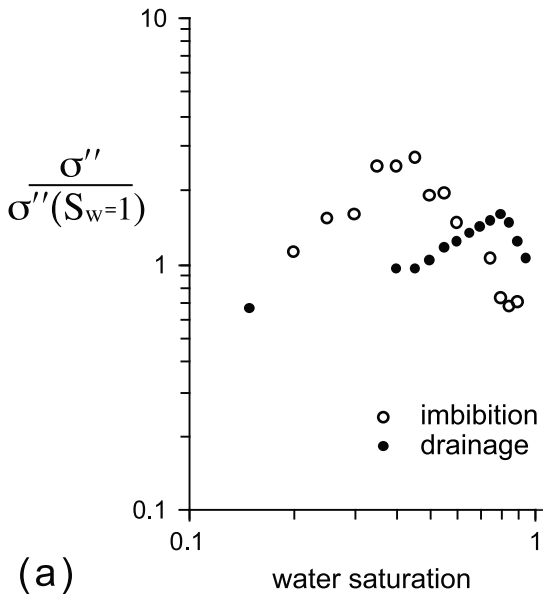 10
σ''
σ''(Sw=1)
1
imbibition
drainage
0.1
0.1
1
(a)
water saturation